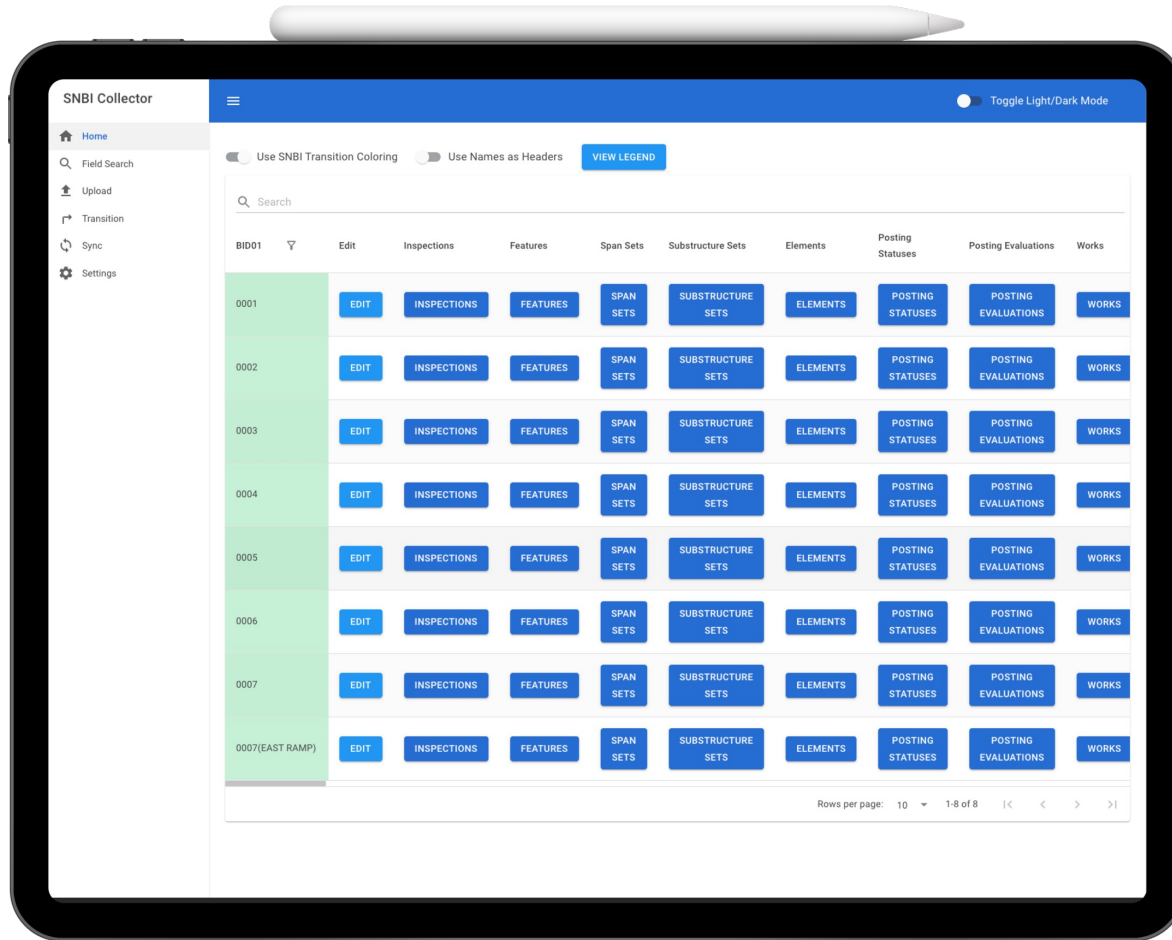 SNBI Collector
Toggle Light/Dark Mode
Home
Field Search
Upload
Transition
Sync
Settings
Use SNBI Transition Coloring Use Names as Headers VIEW LEGEND
Search
BID01 Edit Inspections Features Span Sets Substructure Sets Elements Posting Statuses Posting Evaluations Works
0001 EDIT INSPECTIONS FEATURES SPAN SETS SUBSTRUCTURE SETS ELEMENTS POSTING STATUSES POSTING EVALUATIONS WORKS
0002 EDIT INSPECTIONS FEATURES SPAN SETS SUBSTRUCTURE SETS ELEMENTS POSTING STATUSES POSTING EVALUATIONS WORKS
0003 EDIT INSPECTIONS FEATURES SPAN SETS SUBSTRUCTURE SETS ELEMENTS POSTING STATUSES POSTING EVALUATIONS WORKS
0004 EDIT INSPECTIONS FEATURES SPAN SETS SUBSTRUCTURE SETS ELEMENTS POSTING STATUSES POSTING EVALUATIONS WORKS
0005 EDIT INSPECTIONS FEATURES SPAN SETS SUBSTRUCTURE SETS ELEMENTS POSTING STATUSES POSTING EVALUATIONS WORKS
0006 EDIT INSPECTIONS FEATURES SPAN SETS SUBSTRUCTURE SETS ELEMENTS POSTING STATUSES POSTING EVALUATIONS WORKS
0007 EDIT INSPECTIONS FEATURES SPAN SETS SUBSTRUCTURE SETS ELEMENTS POSTING STATUSES POSTING EVALUATIONS WORKS
0007(EAST RAMP) EDIT INSPECTIONS FEATURES SPAN SETS SUBSTRUCTURE SETS ELEMENTS POSTING STATUSES POSTING EVALUATIONS WORKS
Rows per page: 10 1-8 of 8